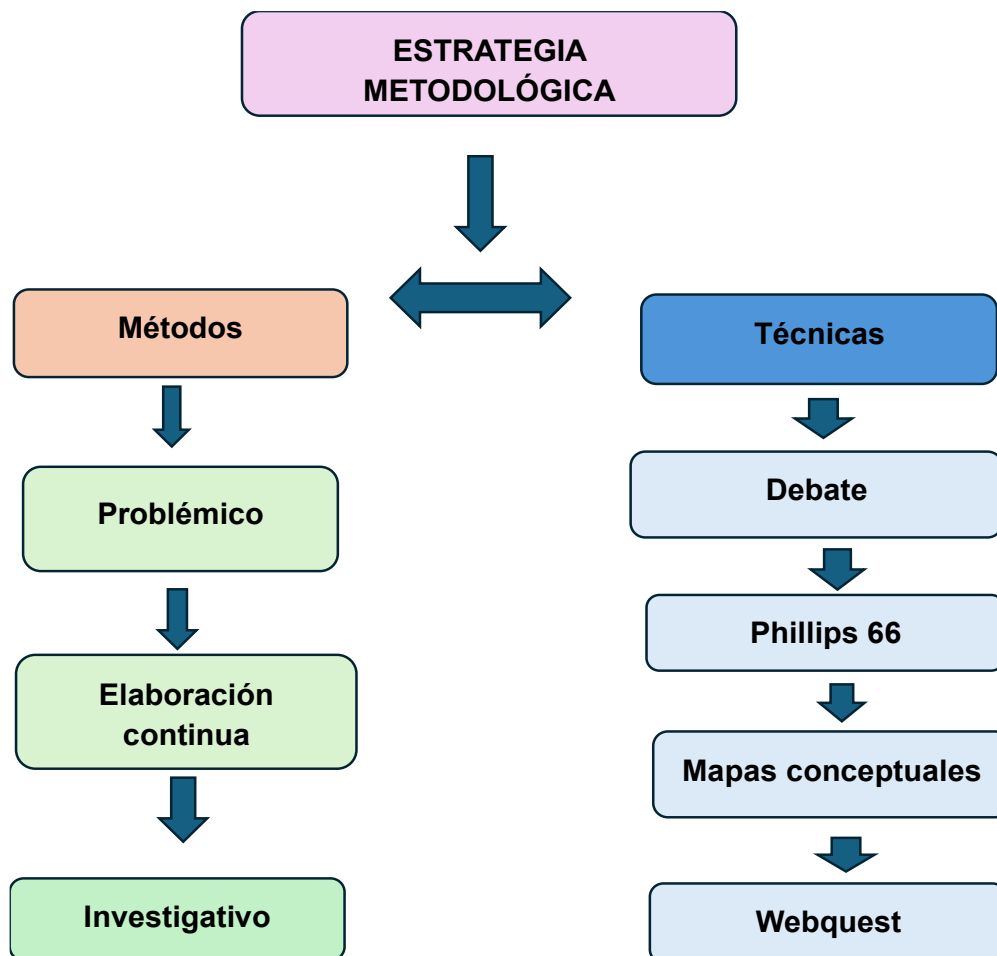 ESTRATEGIA
METODOLÓGICA
Métodos
Técnicas
Problémico
Debate
Elaboración
continua
Phillips 66
Mapas conceptuales
Investigativo
Webquest